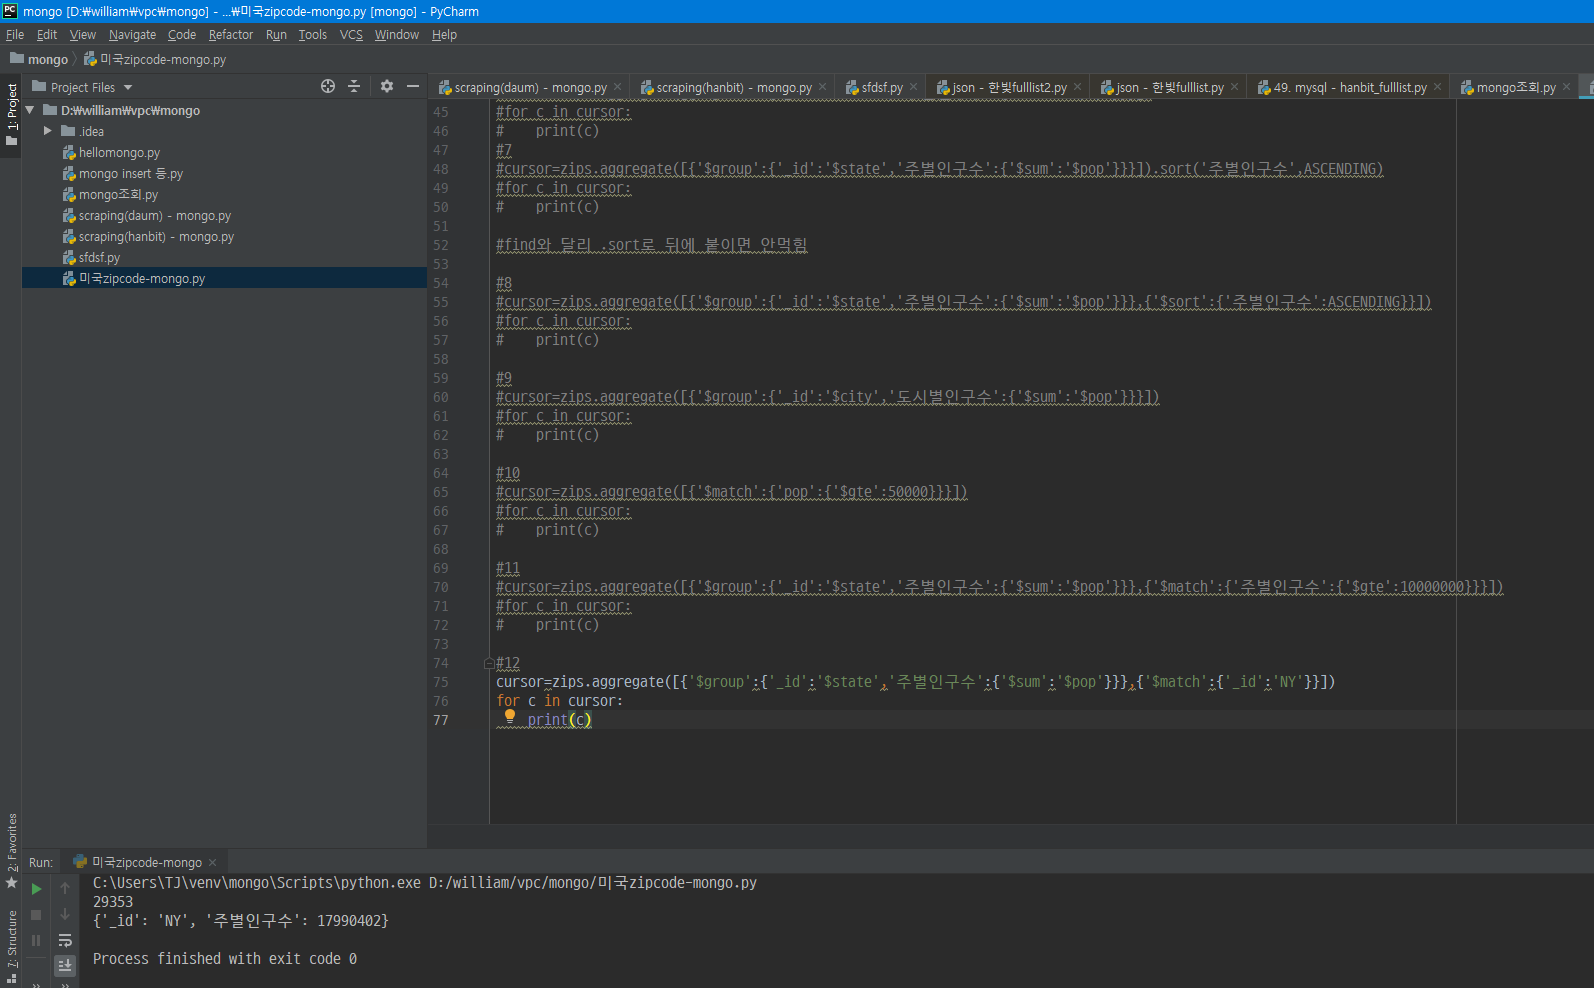 mongo [D:\william\vpc\mongo] - ...\미국zipcode-mongo.py [mongo] - PyCharm
File Edit View Navigate Code Refactor Run Tools VCS Window Help
mongo 미국zipcode-mongo.py
1: Project
Project Files
D:\william\vpc\mongo
.idea
hellomongo.py
mongo insert 등.py
mongo조회.py
scraping(daum) - mongo.py
scraping(hanbit) - mongo.py
sfdsf.py
미국zipcode-mongo.py
scraping(daum) - mongo.py scraping(hanbit) - mongo.py sfdsf.py json - 한빛fulllist2.py json - 한빛fulllist.py 49. mysql - hanbit_fulllist.py mongo조회.py
45 #for c in cursor:
46 #    print(c)
47 #7
48 #cursor=zips.aggregate([{'$group':{'_id':'$state','주별인구수':{'$sum':'$pop'}}}]).sort('주별인구수',ASCENDING)
49 #for c in cursor:
50 #    print(c)
51
52 #find와 달리 .sort로 뒤에 붙이면 안먹힘
53
54 #8
55 #cursor=zips.aggregate([{'$group':{'_id':'$state','주별인구수':{'$sum':'$pop'}}},{'$sort':{'주별인구수':ASCENDING}}])
56 #for c in cursor:
57 #    print(c)
58
59 #9
60 #cursor=zips.aggregate([{'$group':{'_id':'$city','도시별인구수':{'$sum':'$pop'}}}])
61 #for c in cursor:
62 #    print(c)
63
64 #10
65 #cursor=zips.aggregate([{'$match':{'pop':{'$gte':50000}}}])
66 #for c in cursor:
67 #    print(c)
68
69 #11
70 #cursor=zips.aggregate([{'$group':{'_id':'$state','주별인구수':{'$sum':'$pop'}}},{'$match':{'주별인구수':{'$gte':10000000}}}])
71 #for c in cursor:
72 #    print(c)
73
74 #12
75 cursor=zips.aggregate([{'$group':{'_id':'$state','주별인구수':{'$sum':'$pop'}}},{'$match':{'_id':'NY'}}])
76 for c in cursor:
77     print(c)
2: Favorites
7: Structure
Run: 미국zipcode-mongo
C:\Users\TJ\venv\mongo\Scripts\python.exe D:/william/vpc/mongo/미국zipcode-mongo.py
29353
{'_id': 'NY', '주별인구수': 17990402}
Process finished with exit code 0